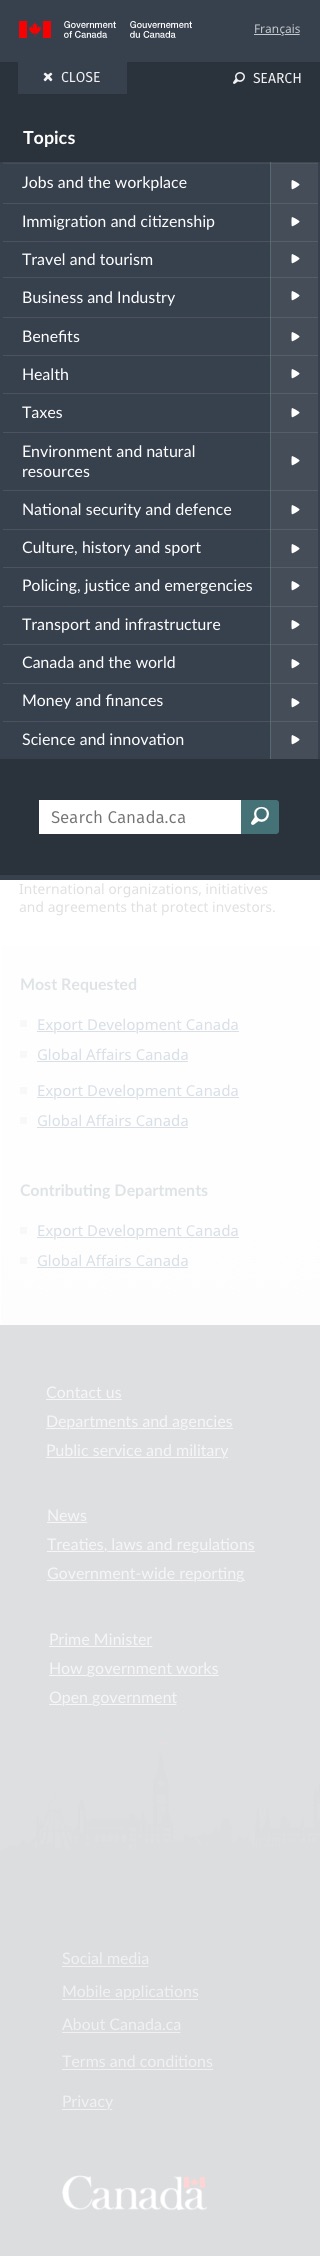 Government of Canada
Gouvernement du Canada
Français
CLOSE
SEARCH
Topics
Jobs and the workplace
Immigration and citizenship
Travel and tourism
Business and Industry
Benefits
Health
Taxes
Environment and natural
resources
National security and defence
Culture, history and sport
Policing, justice and emergencies
Transport and infrastructure
Canada and the world
Money and finances
Science and innovation
Search Canada.ca
International organizations, initiatives
and agreements that protect investors.
Most Requested
Export Development Canada
Global Affairs Canada
Export Development Canada
Global Affairs Canada
Contributing Departments
Export Development Canada
Global Affairs Canada
Contact us
Departments and agencies
Public service and military
News
Treaties, laws and regulations
Government-wide reporting
Prime Minister
How government works
Open government
Social media
Mobile applications
About Canada.ca
Terms and conditions
Privacy
Canada